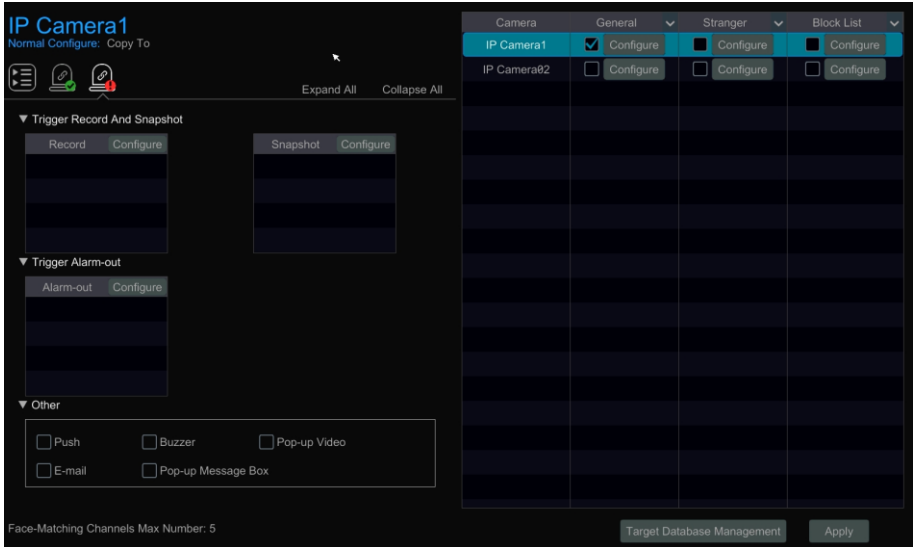 IP Camera1
Normal Configure: Copy To
Expand All Collapse All
Trigger Record And Snapshot
Record Configure
Snapshot Configure
Trigger Alarm-out
Alarm-out Configure
Other
Push Buzzer Pop-up Video
E-mail Pop-up Message Box
Face-Matching Channels Max Number: 5
Camera General Stranger Block List
IP Camera1 Configure Configure Configure
IP Camera02 Configure Configure Configure
Target Database Management Apply